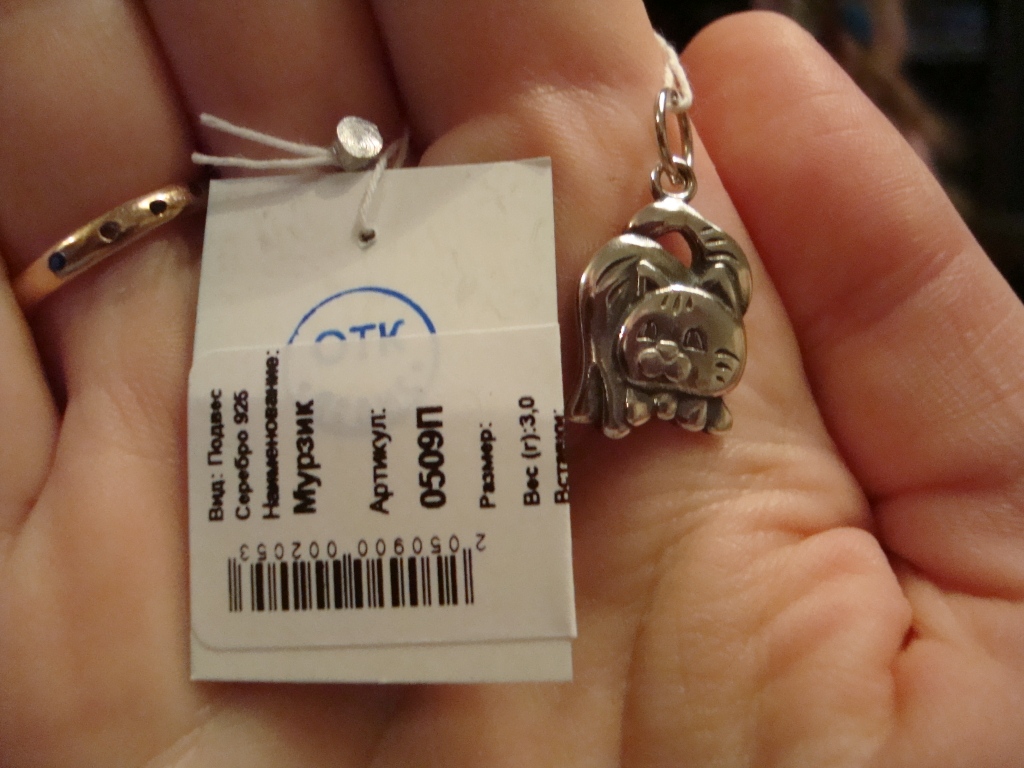 ОТК
Вид: Подвес
Серебро 925
Наименование:
Мурзик
Артикул:
0509П
Размер:
Вес (г):3,0
2 050900 002053